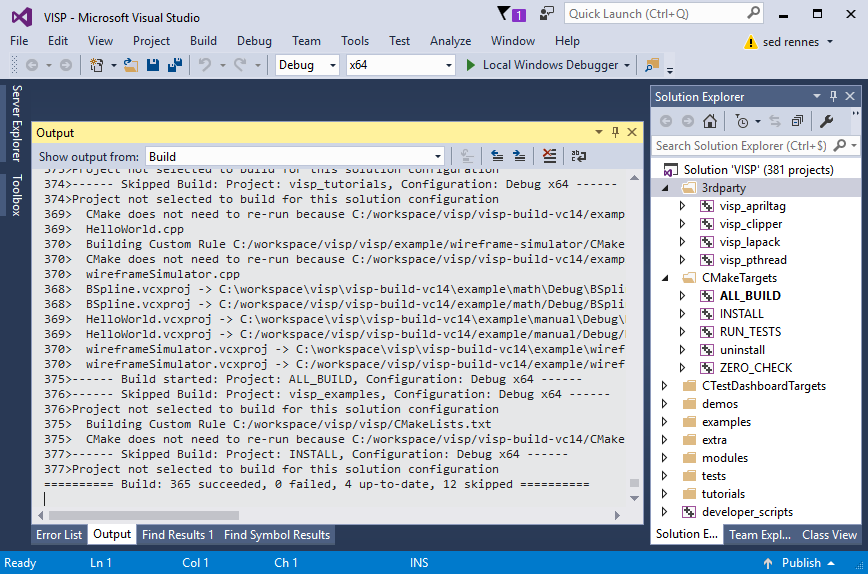 VISP - Microsoft Visual Studio
1
Quick Launch (Ctrl+Q)
File Edit View Project Build Debug Team Tools Test Analyze Window Help
sed rennes
Debug x64 Local Windows Debugger
Server Explorer
Toolbox
Output
Show output from: Build
375>Project not selected to build for this solution configuration
374>------ Skipped Build: Project: visp_tutorials, Configuration: Debug x64 ------
374>Project not selected to build for this solution configuration
369>  CMake does not need to re-run because C:/workspace/visp/visp-build-vc14/examp
369>  HelloWorld.cpp
370>  Building Custom Rule C:/workspace/visp/visp/example/wireframe-simulator/CMake
370>  CMake does not need to re-run because C:/workspace/visp/visp-build-vc14/examp
370>  wireframeSimulator.cpp
368>  BSpline.vcxproj -> C:\workspace\visp\visp-build-vc14\example\math\Debug\BSpli
368>  BSpline.vcxproj -> C:/workspace/visp/visp-build-vc14/example/math/Debug/BSpli
369>  HelloWorld.vcxproj -> C:\workspace\visp\visp-build-vc14\example\manual\Debug\
369>  HelloWorld.vcxproj -> C:/workspace/visp/visp-build-vc14/example/manual/Debug/
370>  wireframeSimulator.vcxproj -> C:\workspace\visp\visp-build-vc14\example\wiref
370>  wireframeSimulator.vcxproj -> C:/workspace/visp/visp-build-vc14/example/wiref
375>------ Build started: Project: ALL_BUILD, Configuration: Debug x64 ------
376>------ Skipped Build: Project: visp_examples, Configuration: Debug x64 ------
376>Project not selected to build for this solution configuration
375>  Building Custom Rule C:/workspace/visp/visp/CMakeLists.txt
375>  CMake does not need to re-run because C:/workspace/visp/visp-build-vc14/CMake
377>------ Skipped Build: Project: INSTALL, Configuration: Debug x64 ------
377>Project not selected to build for this solution configuration
========== Build: 365 succeeded, 0 failed, 4 up-to-date, 12 skipped ==========
Error List Output Find Results 1 Find Symbol Results
Solution Explorer
Search Solution Explorer (Ctrl+$)
Solution 'VISP' (381 projects)
3rdparty
visp_apriltag
visp_clipper
visp_lapack
visp_pthread
CMakeTargets
ALL_BUILD
INSTALL
RUN_TESTS
uninstall
ZERO_CHECK
CTestDashboardTargets
demos
examples
extra
modules
tests
tutorials
developer_scripts
Solution E... Team Expl... Class View
Ready Ln 1 Col 1 Ch 1 INS Publish